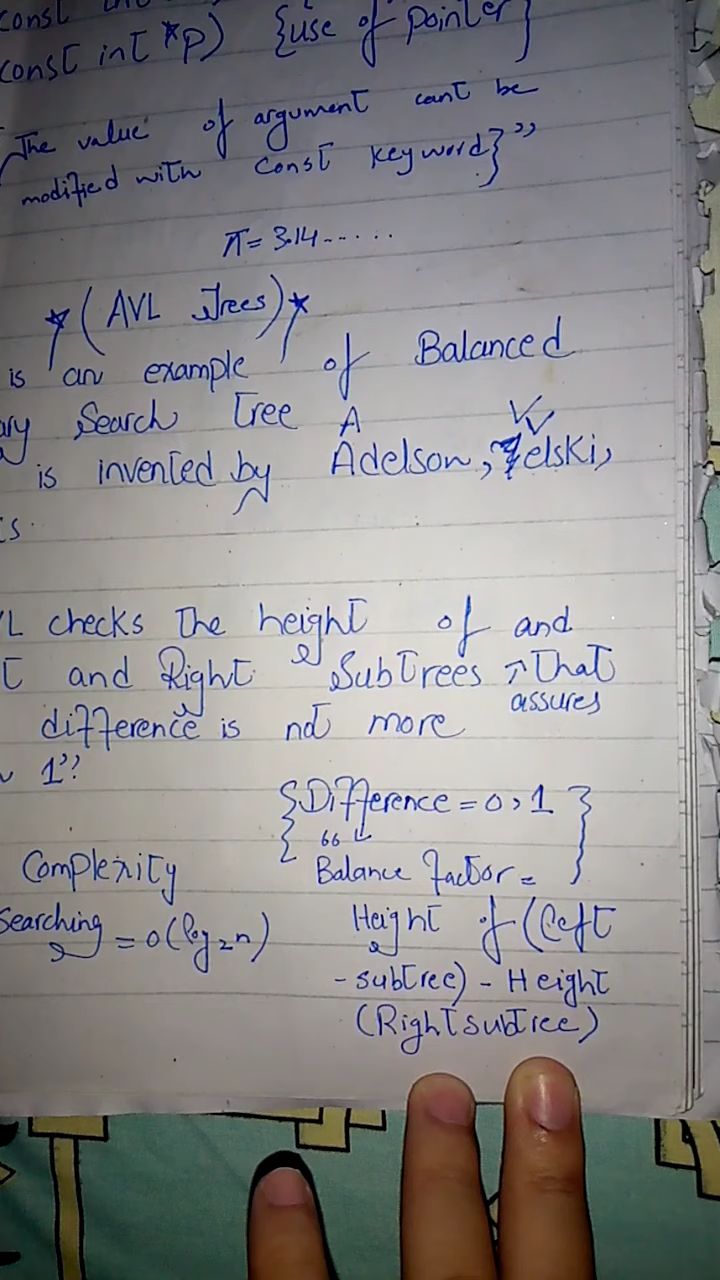 const
const int *p) {use of pointer}
The value of argument cant be
modified with const keyword}”
π = 3.14......
*(AVL Trees)*
is an example of Balanced
ary Search tree A
is invented by Adelson, Velski,
s.
L checks the height of and
t and Right SubTrees that
assures
difference is not more
1”
{Difference = 0, 1
“
Balance factor = }
Complexity
Height of (left
Searching = o(log₂n)
-subtree) - Height
(Right subtree)